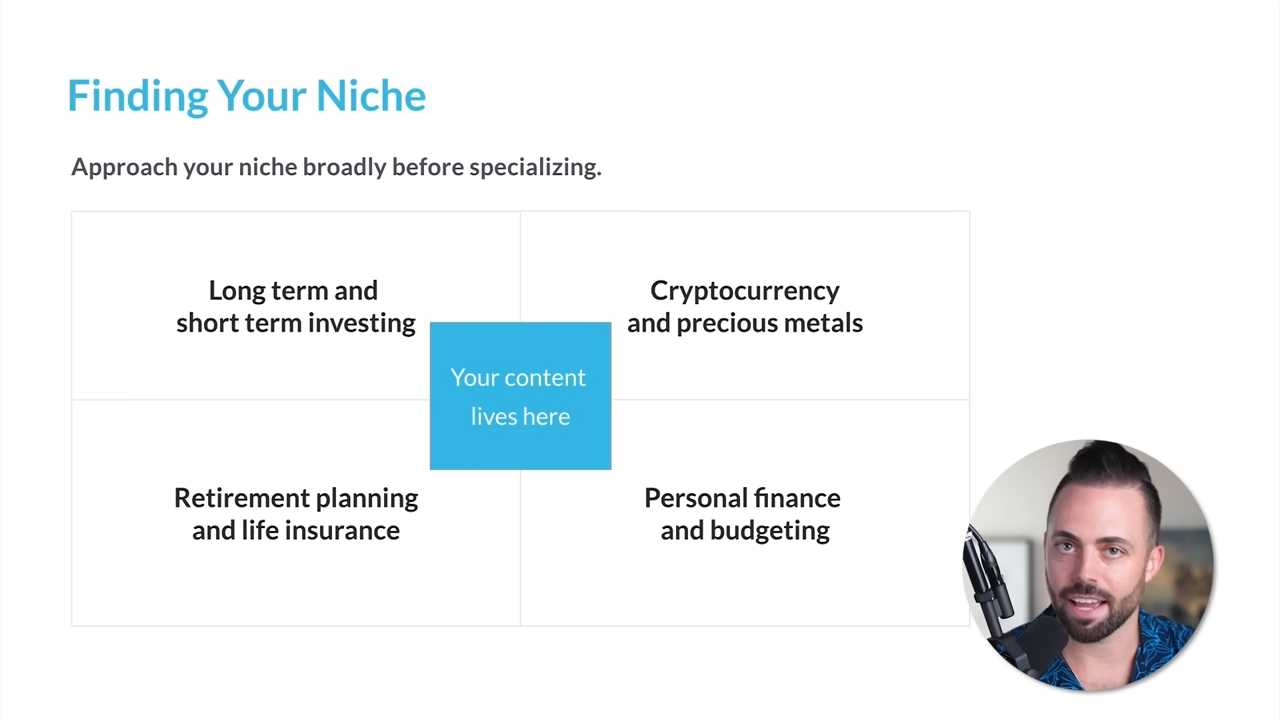 Finding Your Niche
Approach your niche broadly before specializing.
Long term and
short term investing
Cryptocurrency
and precious metals
Your content
lives here
Retirement planning
and life insurance
Personal finance
and budgeting